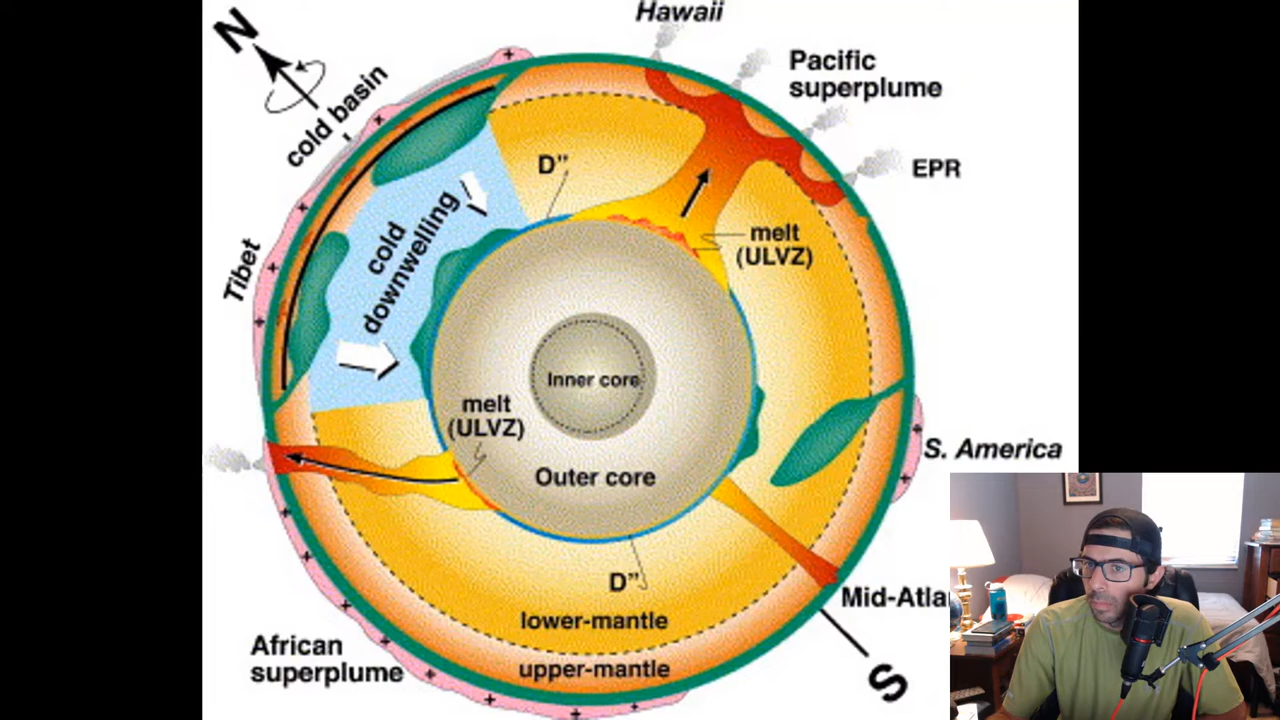 Hawaii
N
Pacific
superplume
cold basin
D”
EPR
cold
downwelling
melt
(ULVZ)
Tibet
Inner core
melt
(ULVZ)
Outer core
S. America
D”
Mid-Atla
lower-mantle
African
superplume
upper-mantle
S